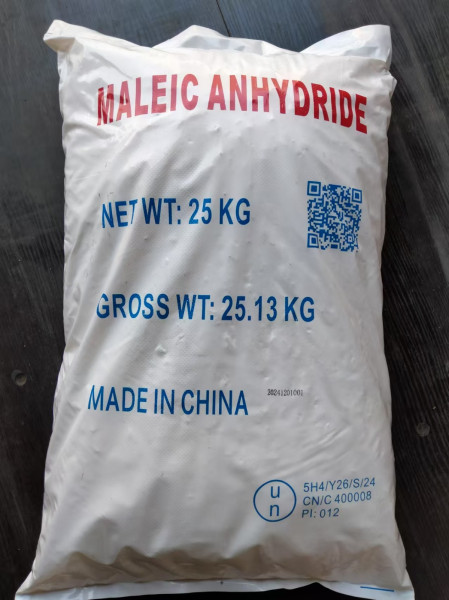 MALEIC ANHYDRIDE
NET WT: 25 KG
GROSS WT: 25.13 KG
MADE IN CHINA
un
5H4/Y26/S/24
CN/C 400008
PI: 012